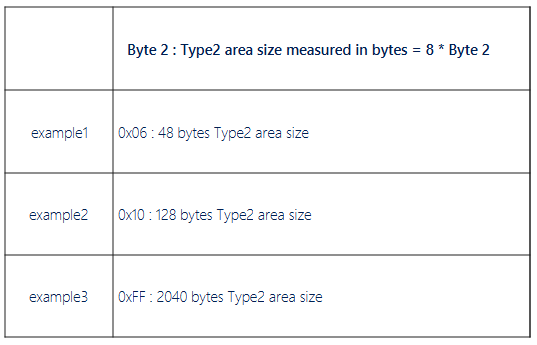 Byte 2 : Type2 area size measured in bytes = 8 * Byte 2
example1 0x06 : 48 bytes Type2 area size
example2 0x10 : 128 bytes Type2 area size
example3 0xFF : 2040 bytes Type2 area size